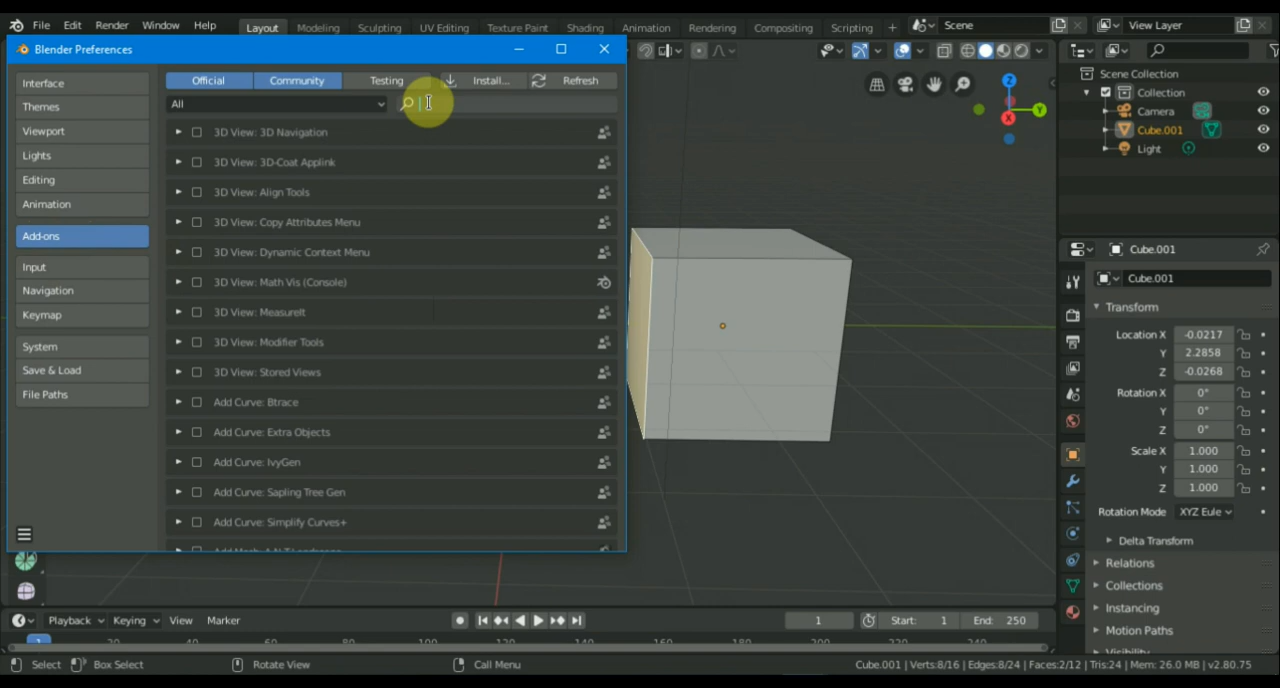 File Edit Render Window Help Layout Modeling Sculpting UV Editing Texture Paint Shading Animation Rendering Compositing Scripting + Scene View Layer
Blender Preferences
Interface
Themes
Viewport
Lights
Editing
Animation
Add-ons
Input
Navigation
Keymap
System
Save & Load
File Paths
Official Community Testing Install... Refresh
All
3D View: 3D Navigation
3D View: 3D-Coat Applink
3D View: Align Tools
3D View: Copy Attributes Menu
3D View: Dynamic Context Menu
3D View: Math Vis (Console)
3D View: MeasureIt
3D View: Modifier Tools
3D View: Stored Views
Add Curve: Btrace
Add Curve: Extra Objects
Add Curve: IvyGen
Add Curve: Sapling Tree Gen
Add Curve: Simplify Curves+
Z
Y
X
Scene Collection
Collection
Camera
Cube.001
Light
Cube.001
Cube.001
Transform
Location X -0.0217
Y 2.2858
Z -0.0268
Rotation X 0°
Y 0°
Z 0°
Scale X 1.000
Y 1.000
Z 1.000
Rotation Mode XYZ Eule
Delta Transform
Relations
Collections
Instancing
Motion Paths
Playback Keying View Marker 1 Start: 1 End: 250
Select Box Select Rotate View Call Menu Cube.001 | Verts:8/16 | Edges:8/24 | Faces:2/12 | Tris:24 | Mem: 26.0 MB | v2.80.75